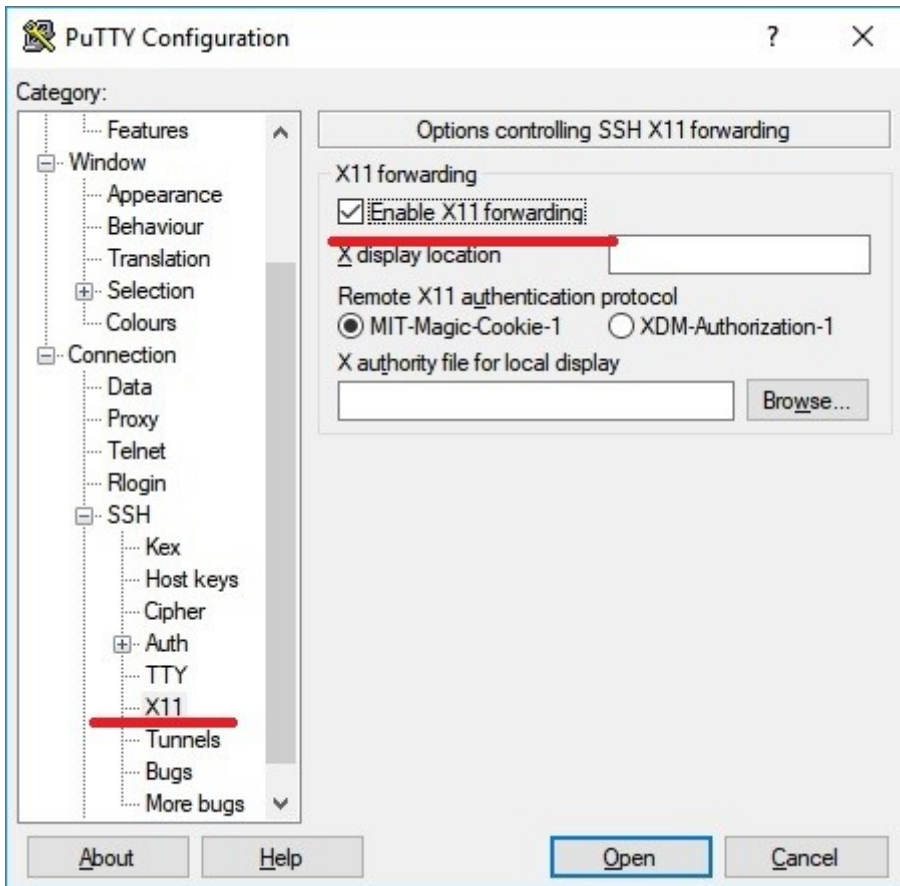 PuTTY Configuration
?
Category:
Features
Window
Appearance
Behaviour
Translation
Selection
Colours
Connection
Data
Proxy
Telnet
Rlogin
SSH
Kex
Host keys
Cipher
Auth
TTY
X11
Tunnels
Bugs
More bugs
Options controlling SSH X11 forwarding
X11 forwarding
Enable X11 forwarding
X display location
Remote X11 authentication protocol
MIT-Magic-Cookie-1 XDM-Authorization-1
X authority file for local display
Browse...
About Help Open Cancel